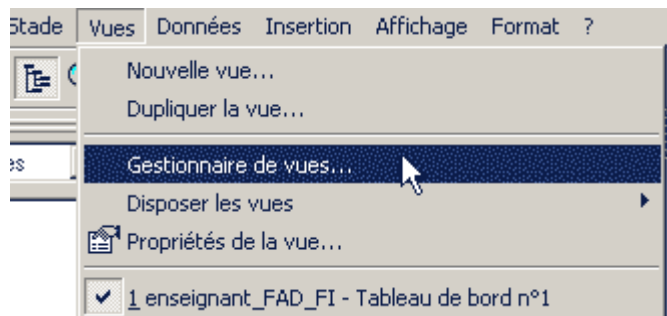 Stade Vues Données Insertion Affichage Format ?
Nouvelle vue...
Dupliquer la vue...
es
Gestionnaire de vues...
Disposer les vues
Propriétés de la vue...
1 enseignant_FAD_FI - Tableau de bord n°1